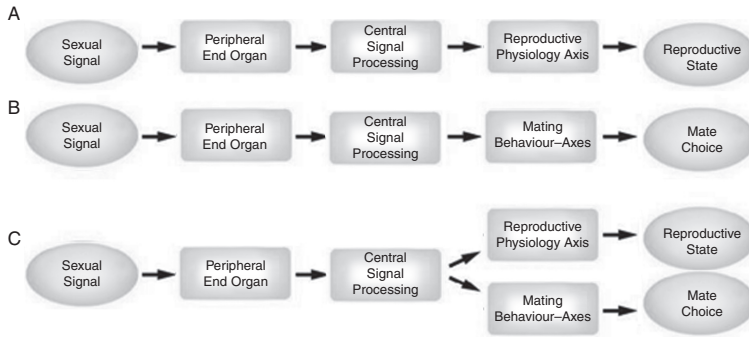 A
Sexual
Signal
Peripheral
End Organ
Central
Signal
Processing
Reproductive
Physiology Axis
Reproductive
State
B
Sexual
Signal
Peripheral
End Organ
Central
Signal
Processing
Mating
Behaviour–Axes
Mate
Choice
C
Sexual
Signal
Peripheral
End Organ
Central
Signal
Processing
Reproductive
Physiology Axis
Reproductive
State
Mating
Behaviour–Axes
Mate
Choice